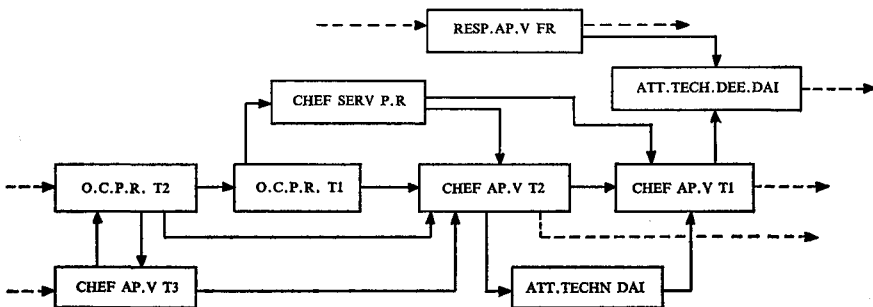 RESP.AP.V FR
ATT.TECH.DEE.DAI
CHEF SERV P.R
O.C.P.R. T2
O.C.P.R. T1
CHEF AP.V T2
CHEF AP.V T1
CHEF AP.V T3
ATT.TECHN DAI